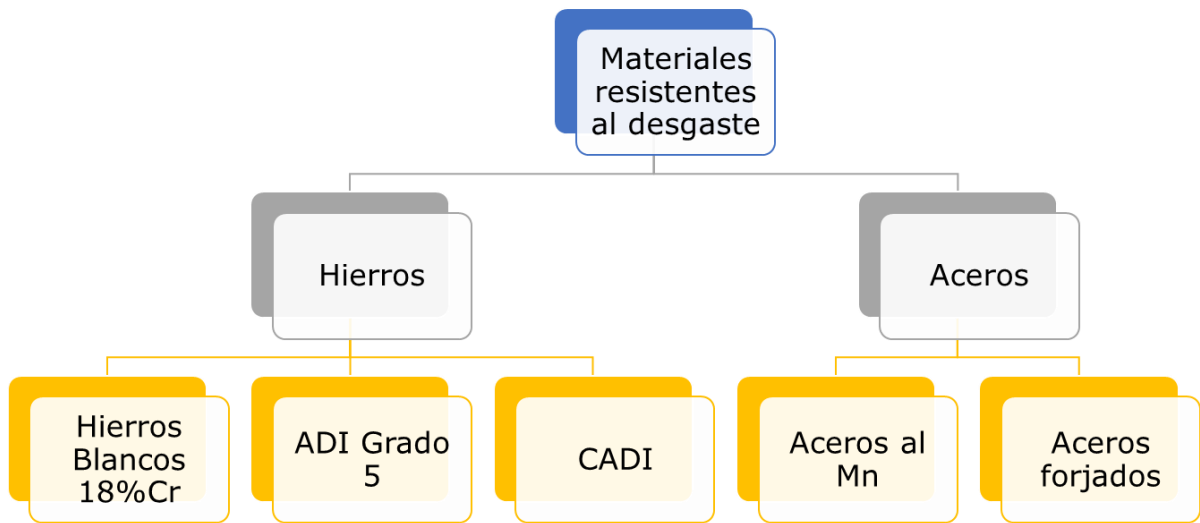 Materiales
resistentes
al desgaste
Hierros
Aceros
Hierros
Blancos
18%Cr
ADI Grado
5
CADI
Aceros al
Mn
Aceros
forjados